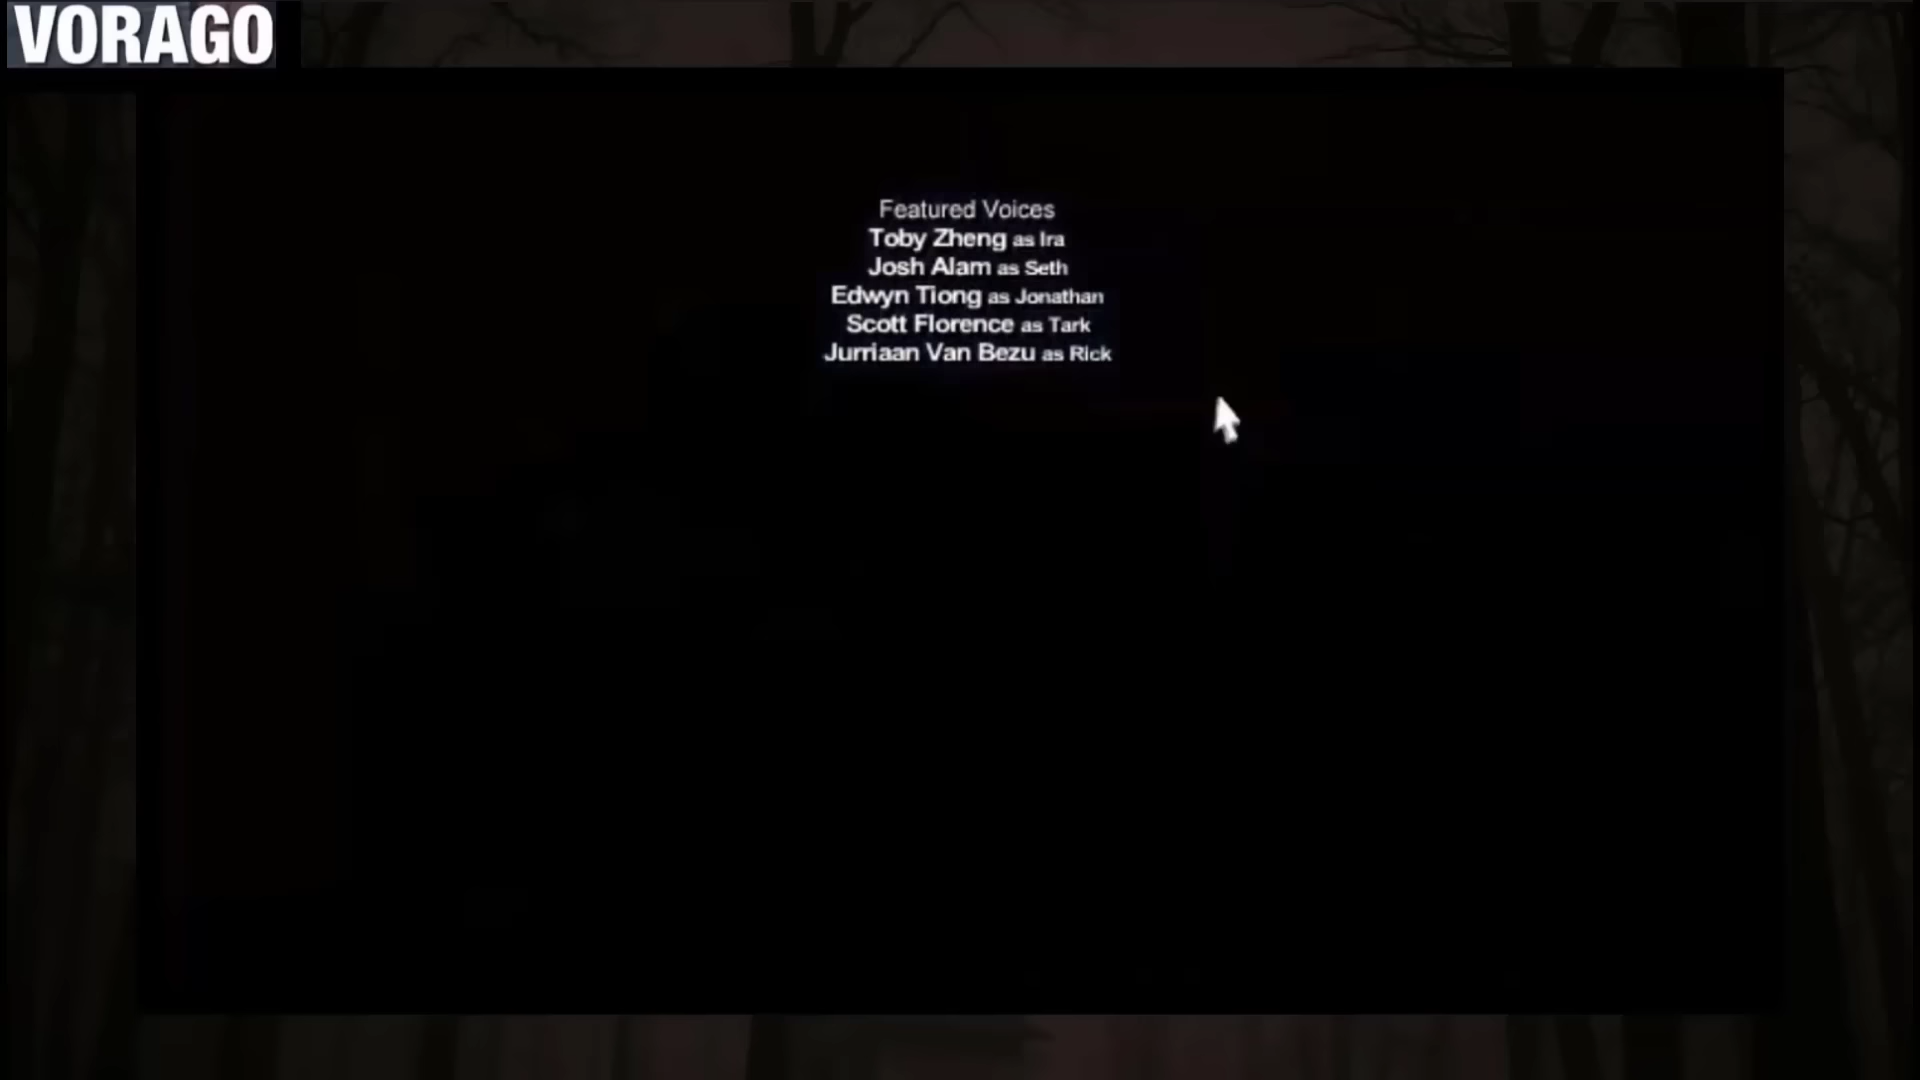 VORAGO
Featured Voices
Toby Zheng as Ira
Josh Alam as Seth
Edwyn Tiong as Jonathan
Scott Florence as Tark
Jurriaan Van Bezu as Rick